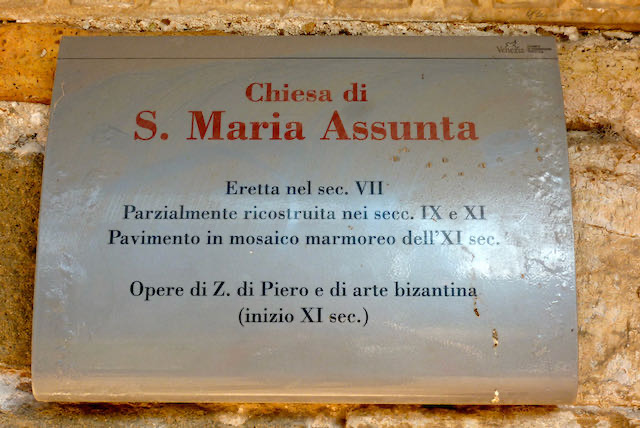 Venezia
Chiesa di
S. Maria Assunta
Eretta nel sec. VII
Parzialmente ricostruita nei secc. IX e XI
Pavimento in mosaico marmoreo dell'XI sec.
Opere di Z. di Piero e di arte bizantina
(inizio XI sec.)